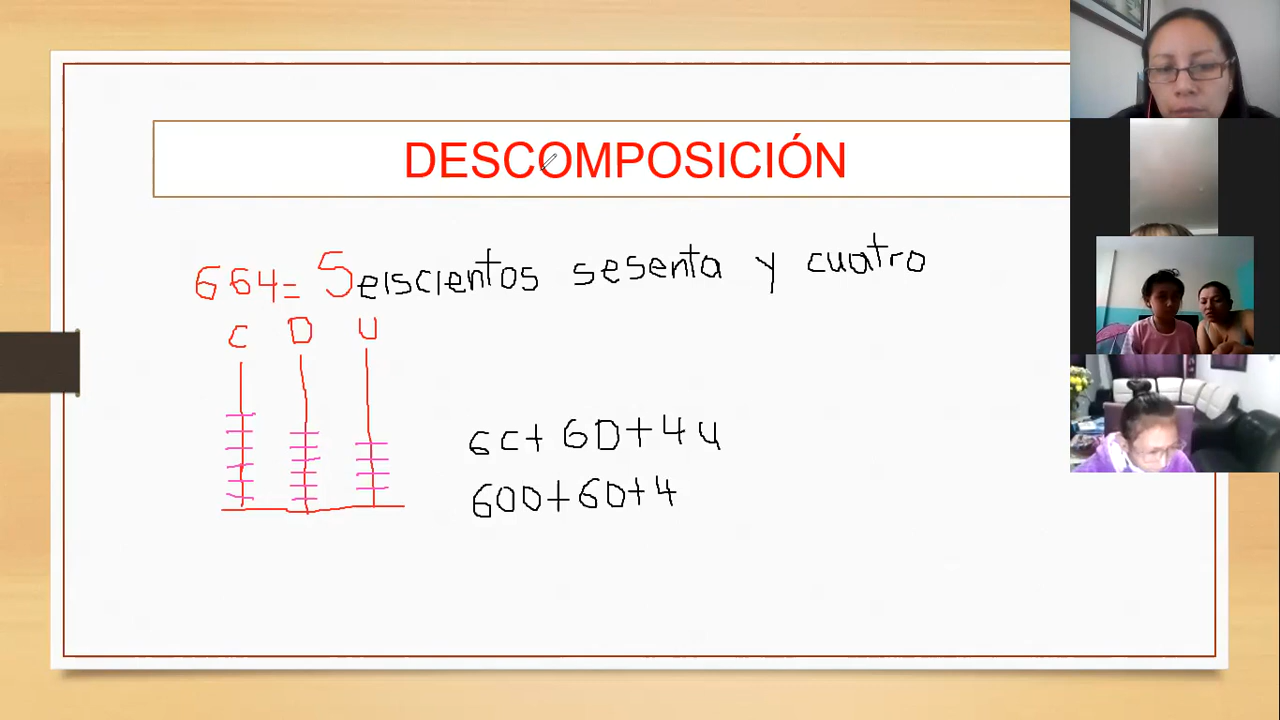 DESCOMPOSICIÓN
664= Seiscientos sesenta y cuatro
C D U
6C+ 6D+4U
600+60+4